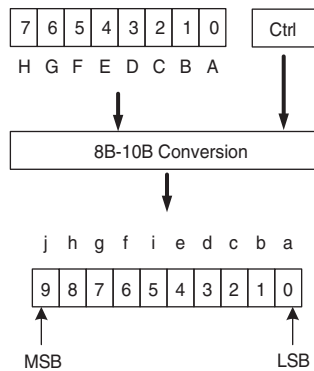 7 6 5 4 3 2 1 0 Ctrl
H G F E D C B A
8B-10B Conversion
j h g f i e d c b a
9 8 7 6 5 4 3 2 1 0
MSB LSB